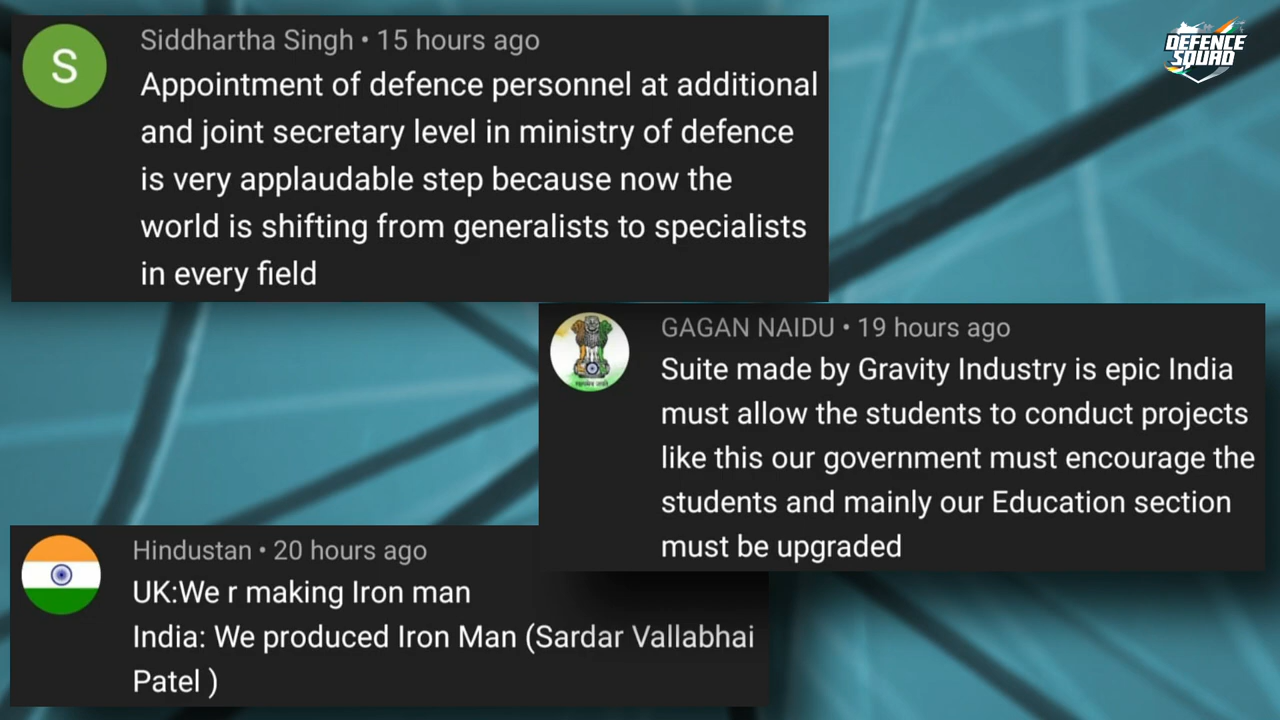 S
Siddhartha Singh • 15 hours ago
Appointment of defence personnel at additional
and joint secretary level in ministry of defence
is very applaudable step because now the
world is shifting from generalists to specialists
in every field
DEFENCE
SQUAD
GAGAN NAIDU • 19 hours ago
Suite made by Gravity Industry is epic India
must allow the students to conduct projects
like this our government must encourage the
students and mainly our Education section
must be upgraded
Hindustan • 20 hours ago
UK:We r making Iron man
India: We produced Iron Man (Sardar Vallabhai
Patel )